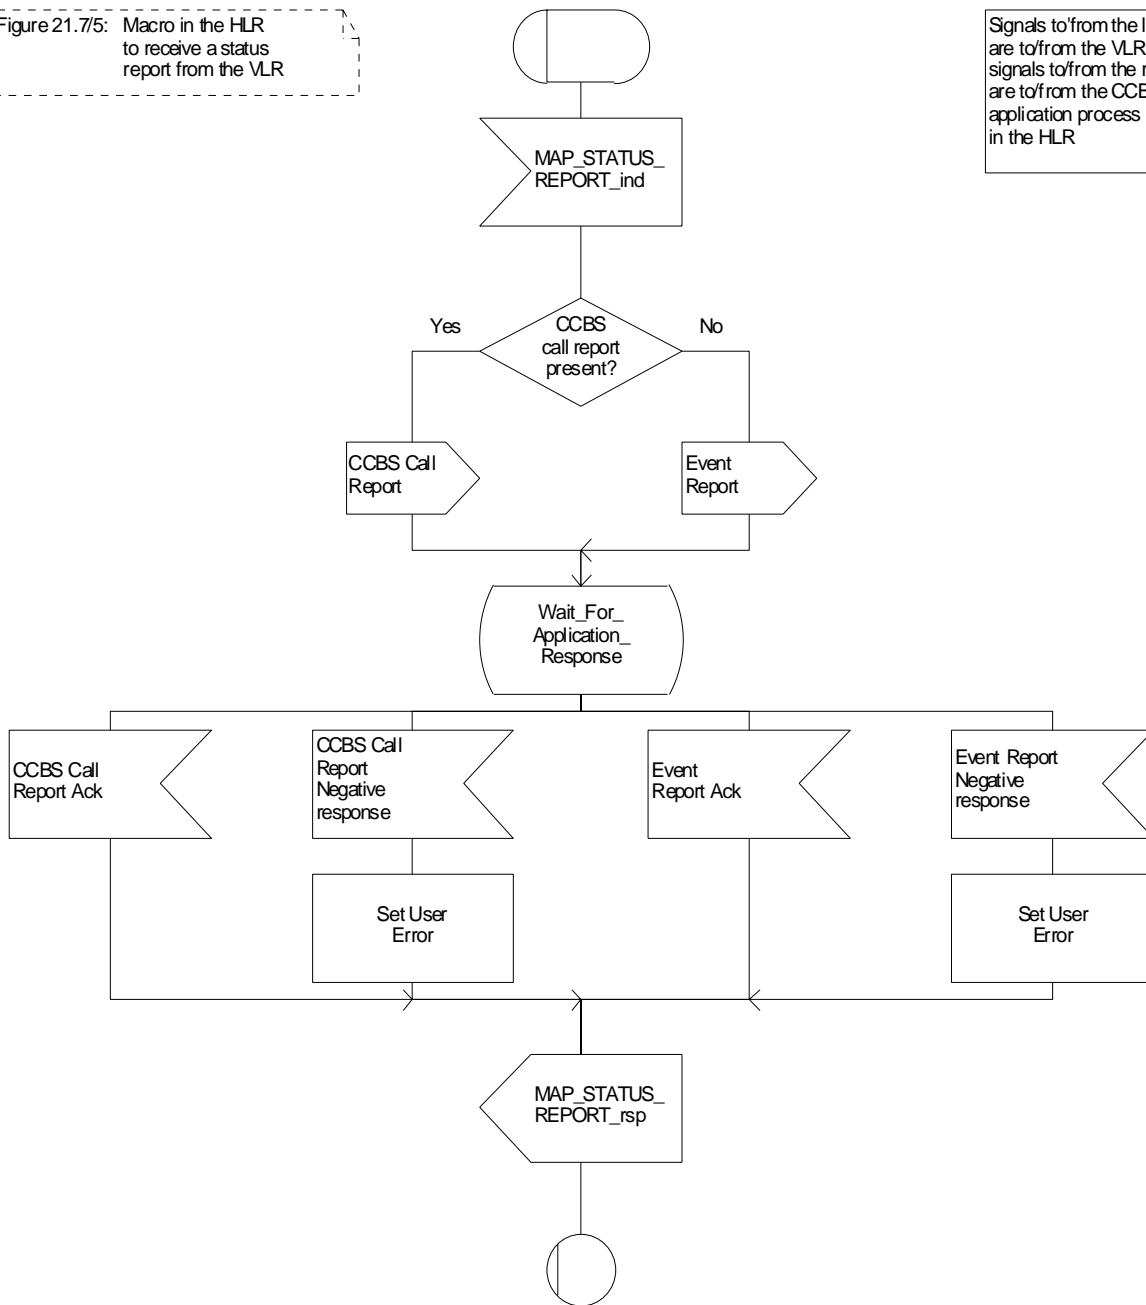 Figure 21.7/5: Macro in the HLR
to receive a status
report from the VLR
Signals to'from the l
are to/from the VLR
signals to/from the r
are to/from the CCB
application process
in the HLR
MAP_STATUS_
REPORT_ind
Yes
CCBS
call report
present?
No
CCBS Call
Report
Event
Report
Wait_For_
Application_
Response
CCBS Call
Report Ack
CCBS Call
Report
Negative
response
Event
Report Ack
Event Report
Negative
response
Set User
Error
Set User
Error
MAP_STATUS_
REPORT_rsp